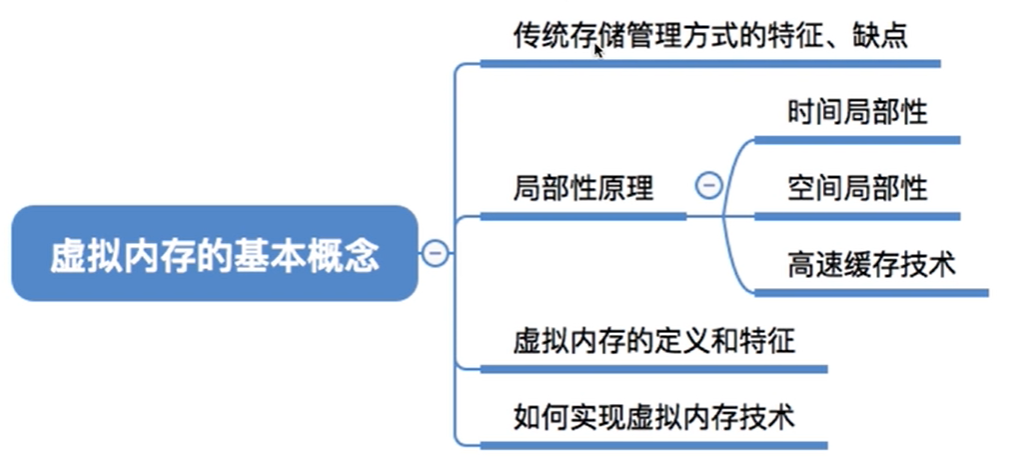 传统存储管理方式的特征、缺点
时间局部性
局部性原理
空间局部性
虚拟内存的基本概念
高速缓存技术
虚拟内存的定义和特征
如何实现虚拟内存技术